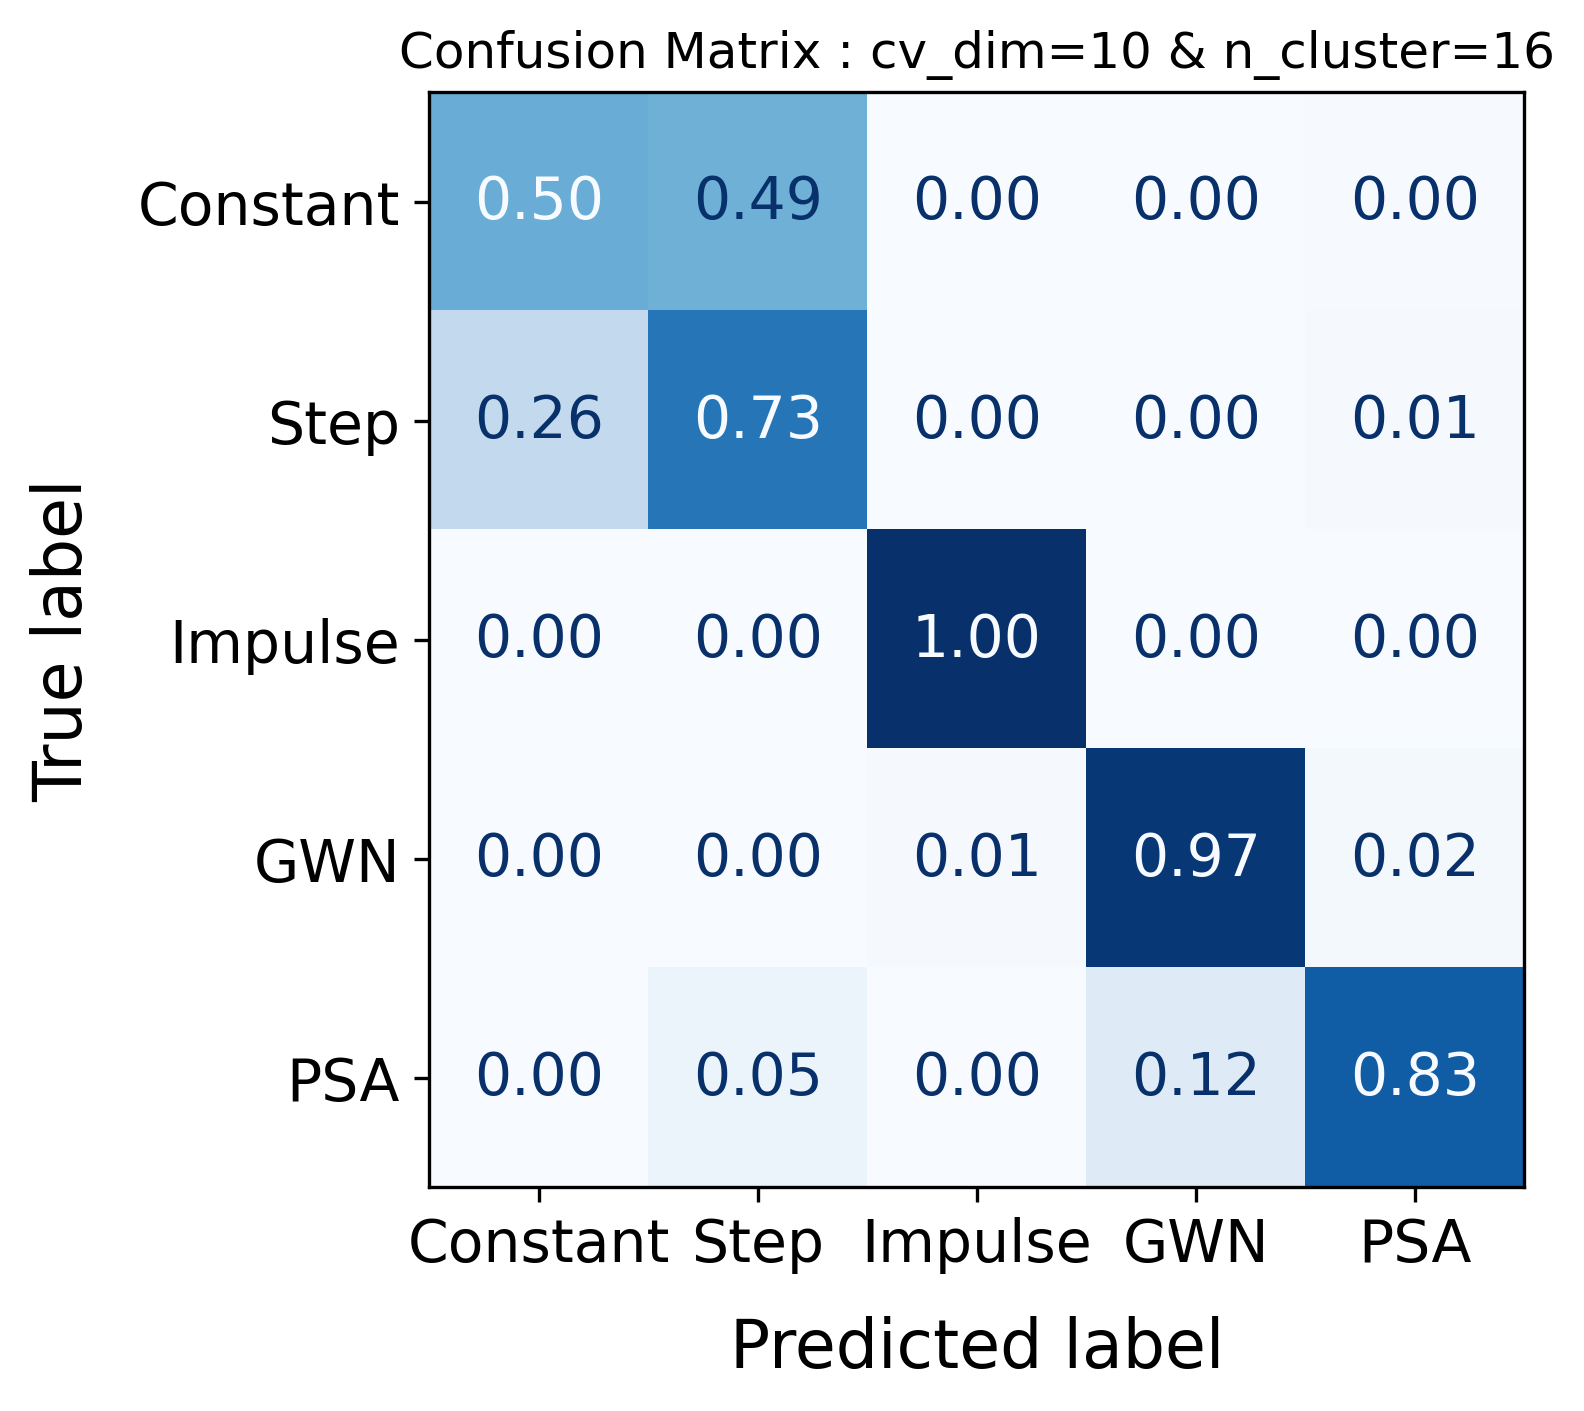 Confusion Matrix : cv_dim=10 & n_cluster=16
True label
Constant 0.50 0.49 0.00 0.00 0.00
Step 0.26 0.73 0.00 0.00 0.01
Impulse 0.00 0.00 1.00 0.00 0.00
GWN 0.00 0.00 0.01 0.97 0.02
PSA 0.00 0.05 0.00 0.12 0.83
Constant Step Impulse GWN PSA
Predicted label